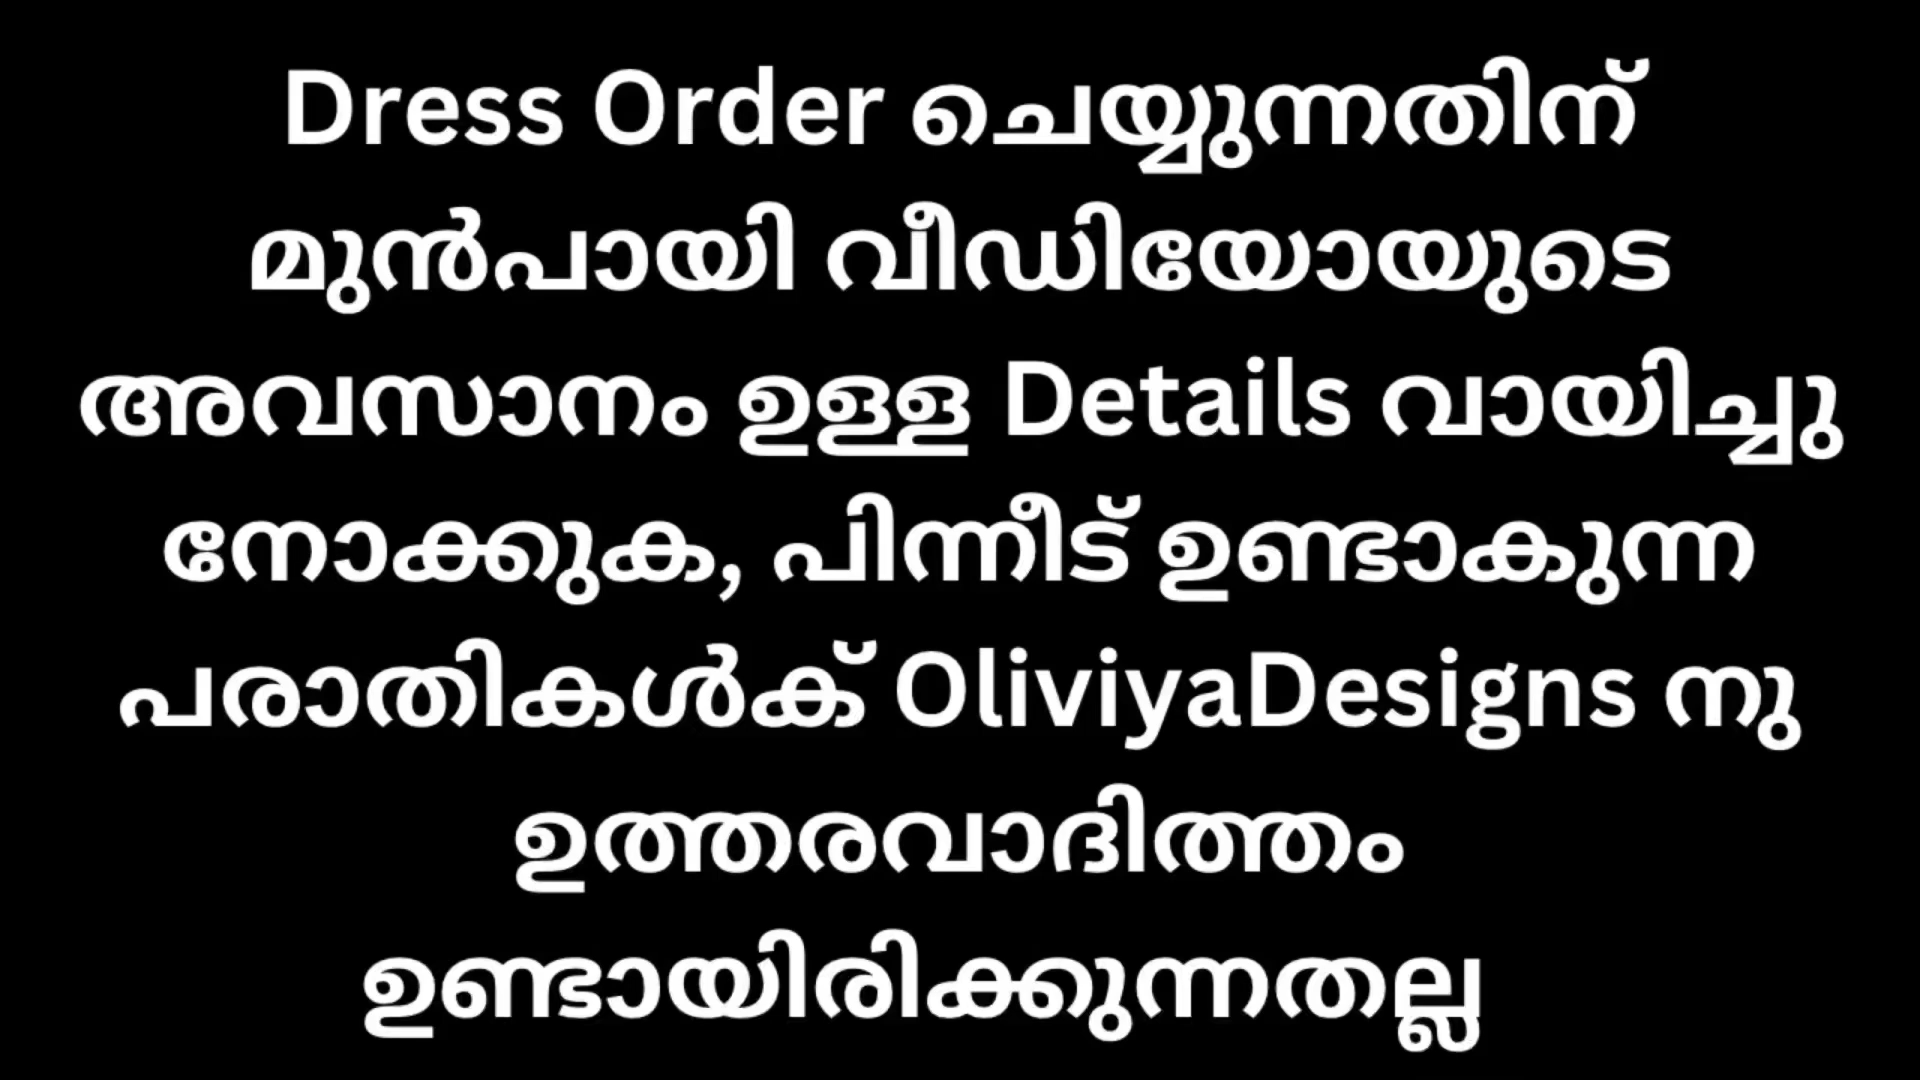 Dress Order ചെയ്യുന്നതിന്
മുൻപായി വീഡിയോയുടെ
അവസാനം ഉള്ള Details വായിച്ചു
നോക്കുക, പിന്നീട് ഉണ്ടാകുന്ന
പരാതികൾക് OliviyaDesigns നു
ഉത്തരവാദിത്തം
ഉണ്ടായിരിക്കുന്നതല്ല